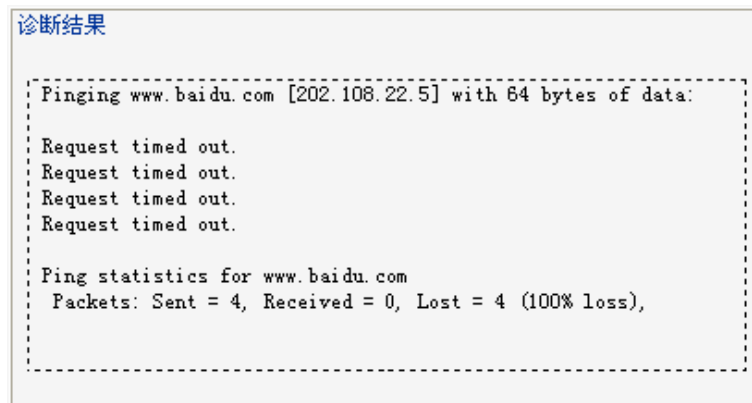 诊断结果
Pinging www.baidu.com [202.108.22.5] with 64 bytes of data:
Request timed out.
Request timed out.
Request timed out.
Request timed out.
Ping statistics for www.baidu.com
Packets: Sent = 4, Received = 0, Lost = 4 (100% loss),